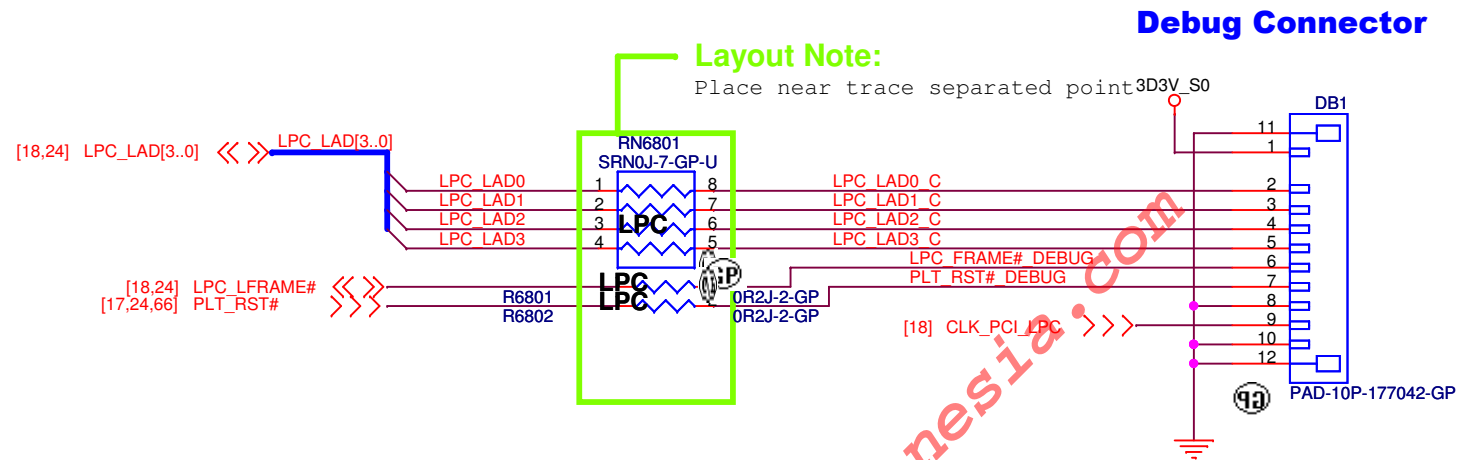 Debug Connector
Layout Note:
Place near trace separated point
3D3V_S0
DB1
[18,24] LPC_LAD[3..0]
LPC_LAD[3..0]
RN6801
SRN0J-7-GP-U
11
1
LPC_LAD0 1 8 LPC_LAD0_C 2
LPC_LAD1 2 7 LPC_LAD1_C 3
LPC_LAD2 3 6 LPC_LAD2_C 4
LPC
LPC_LAD3 4 5 LPC_LAD3_C 5
LPC_FRAME#_DEBUG 6
PLT_RST#_DEBUG 7
[18,24] LPC_LFRAME# LPC
[17,24,66] PLT_RST# LPC
R6801 0R2J-2-GP
R6802 0R2J-2-GP
8
[18] CLK_PCI_LPC 9
10
12
GP
GP
PAD-10P-177042-GP
nesia.com